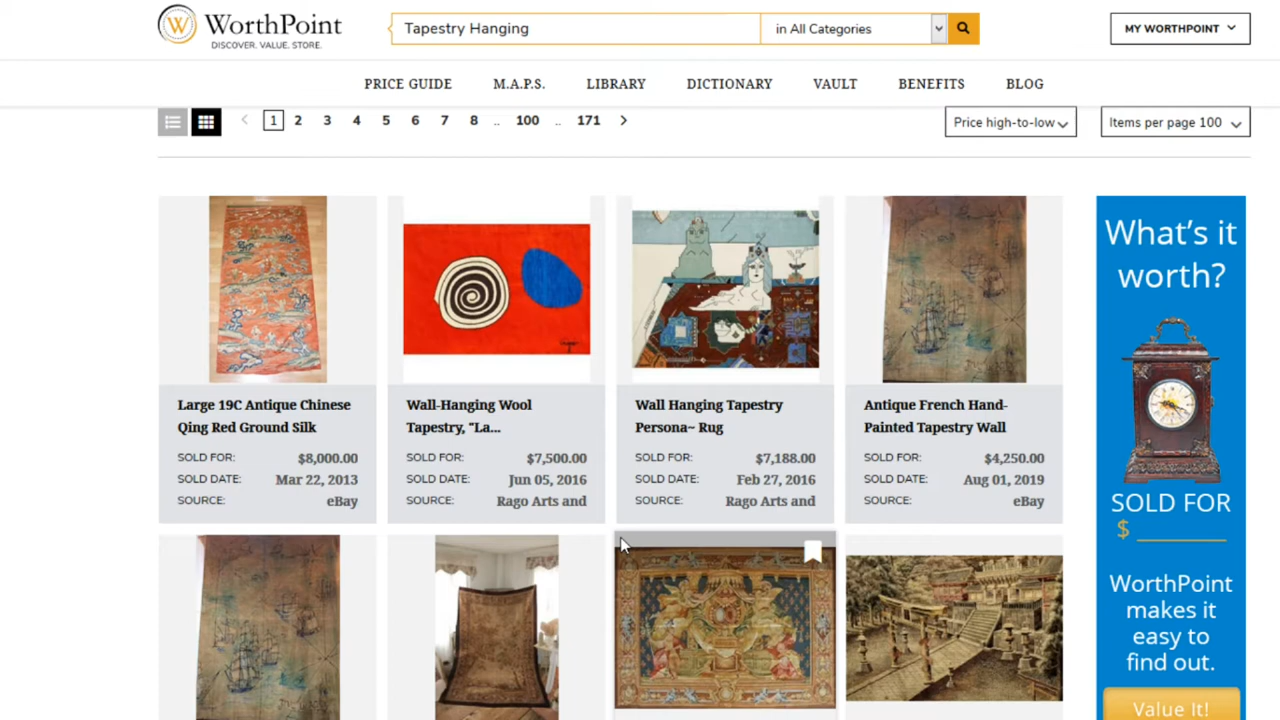 W WorthPoint
DISCOVER. VALUE. STORE.
Tapestry Hanging
in All Categories
MY WORTHPOINT
PRICE GUIDE M.A.P.S. LIBRARY DICTIONARY VAULT BENEFITS BLOG
1 2 3 4 5 6 7 8 .. 100 .. 171
Price high-to-low
Items per page 100
Large 19C Antique Chinese
Qing Red Ground Silk
SOLD FOR: $8,000.00
SOLD DATE: Mar 22, 2013
SOURCE: eBay
Wall-Hanging Wool
Tapestry, "La...
SOLD FOR: $7,500.00
SOLD DATE: Jun 05, 2016
SOURCE: Rago Arts and
Wall Hanging Tapestry
Persona~ Rug
SOLD FOR: $7,188.00
SOLD DATE: Feb 27, 2016
SOURCE: Rago Arts and
Antique French Hand-
Painted Tapestry Wall
SOLD FOR: $4,250.00
SOLD DATE: Aug 01, 2019
SOURCE: eBay
What's it
worth?
SOLD FOR
$
WorthPoint
makes it
easy to
find out.
Value It!